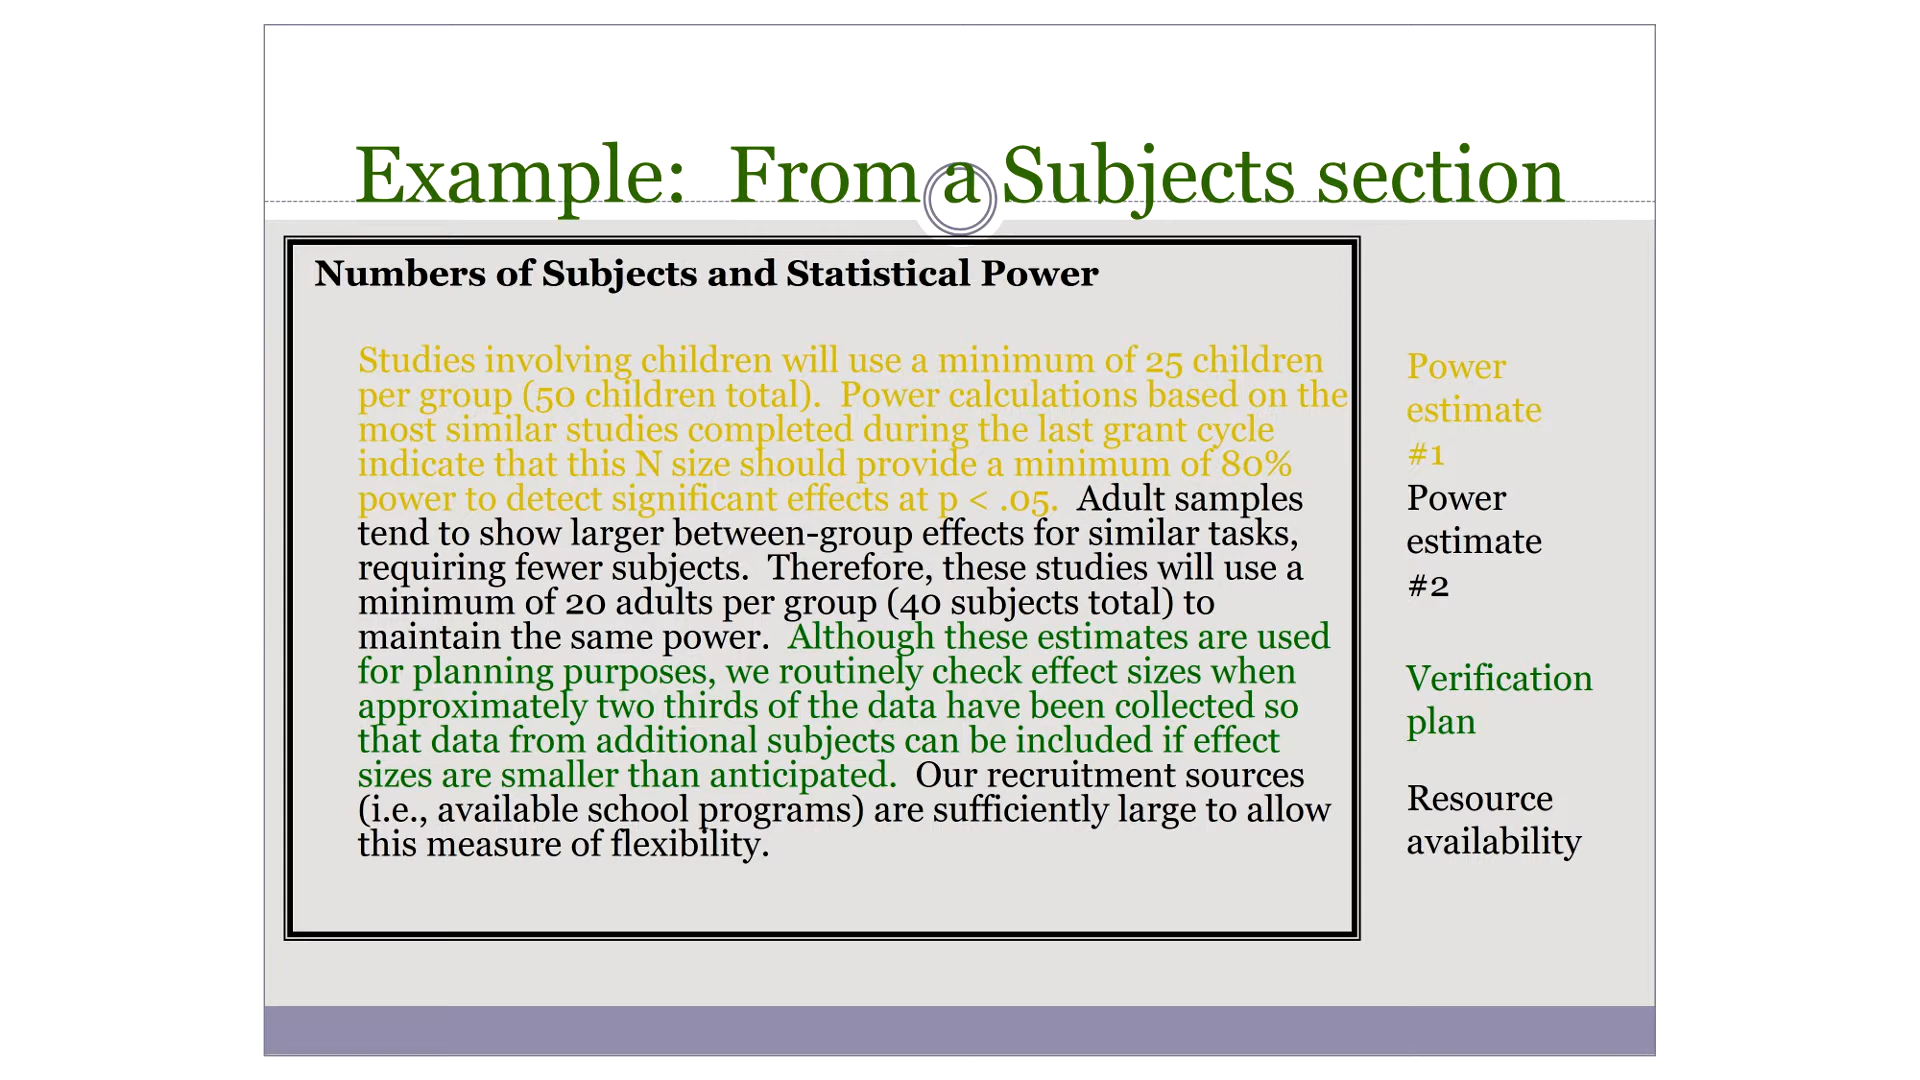 Example:  From a Subjects section
Numbers of Subjects and Statistical Power
Studies involving children will use a minimum of 25 children
per group (50 children total).  Power calculations based on the
most similar studies completed during the last grant cycle
indicate that this N size should provide a minimum of 80%
power to detect significant effects at p < .05.  Adult samples
tend to show larger between-group effects for similar tasks,
requiring fewer subjects.  Therefore, these studies will use a
minimum of 20 adults per group (40 subjects total) to
maintain the same power.  Although these estimates are used
for planning purposes, we routinely check effect sizes when
approximately two thirds of the data have been collected so
that data from additional subjects can be included if effect
sizes are smaller than anticipated.  Our recruitment sources
(i.e., available school programs) are sufficiently large to allow
this measure of flexibility.
Power
estimate
#1
Power
estimate
#2
Verification
plan
Resource
availability